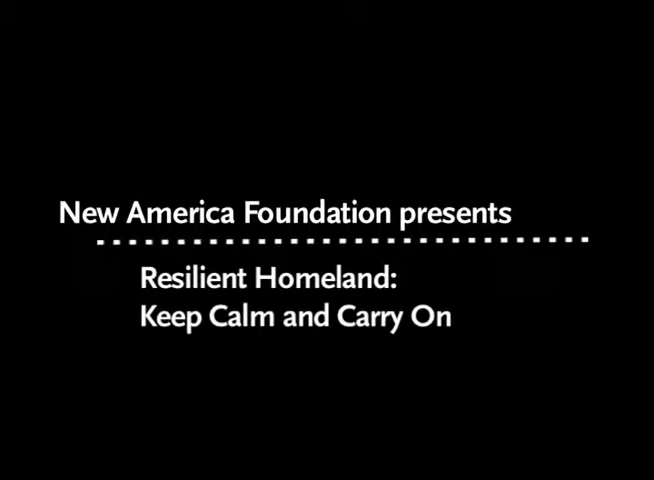 New America Foundation presents
Resilient Homeland:
Keep Calm and Carry On